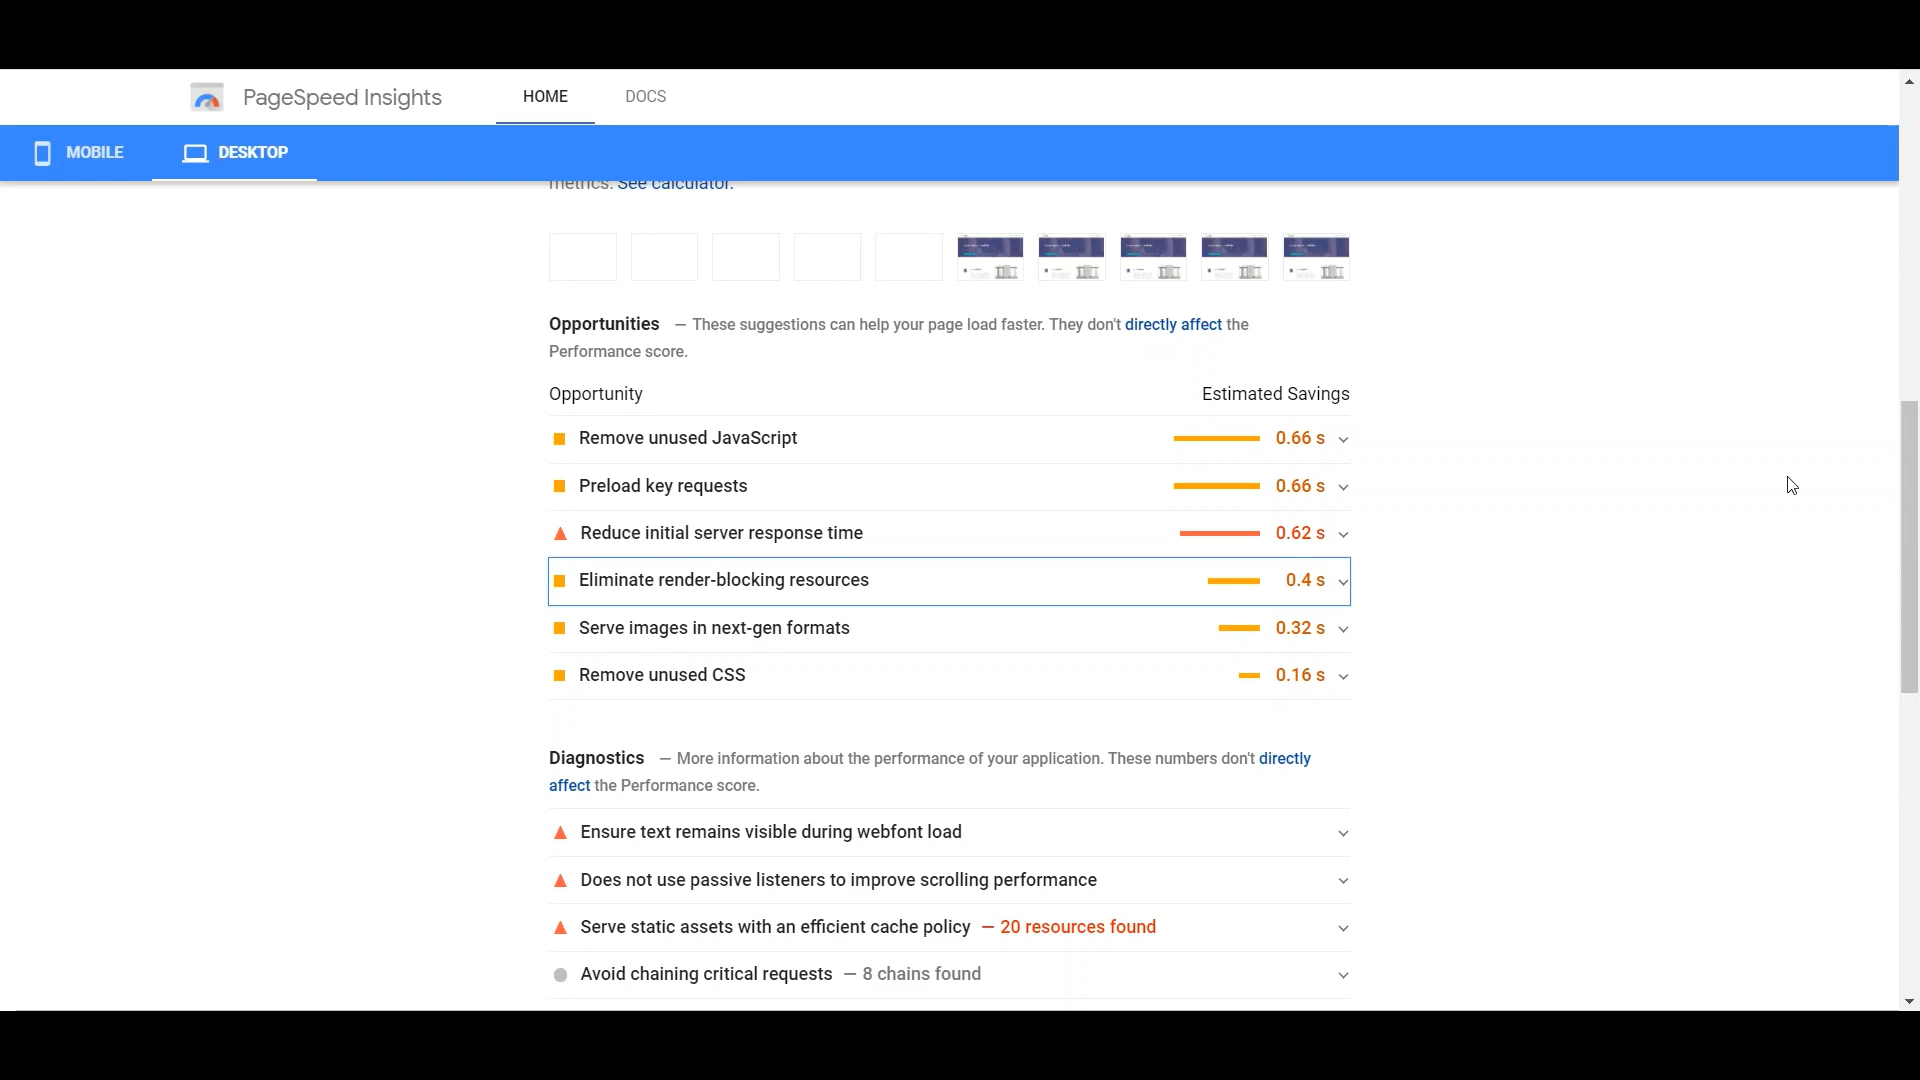 PageSpeed Insights
HOME
DOCS
MOBILE
DESKTOP
metrics. See calculator.
Opportunities — These suggestions can help your page load faster. They don't directly affect the
Performance score.
Opportunity Estimated Savings
Remove unused JavaScript 0.66 s
Preload key requests 0.66 s
Reduce initial server response time 0.62 s
Eliminate render-blocking resources 0.4 s
Serve images in next-gen formats 0.32 s
Remove unused CSS 0.16 s
Diagnostics — More information about the performance of your application. These numbers don't directly
affect the Performance score.
Ensure text remains visible during webfont load
Does not use passive listeners to improve scrolling performance
Serve static assets with an efficient cache policy — 20 resources found
Avoid chaining critical requests — 8 chains found